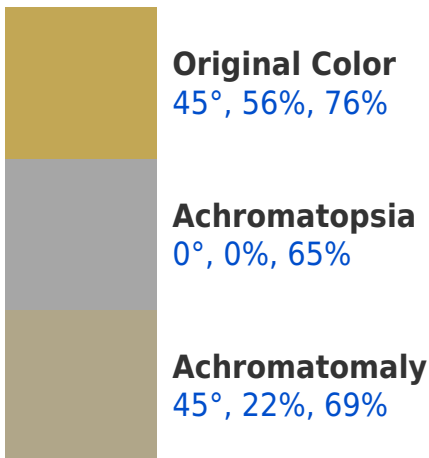 Original Color
45°, 56%, 76%
Achromatopsia
0°, 0%, 65%
Achromatomaly
45°, 22%, 69%